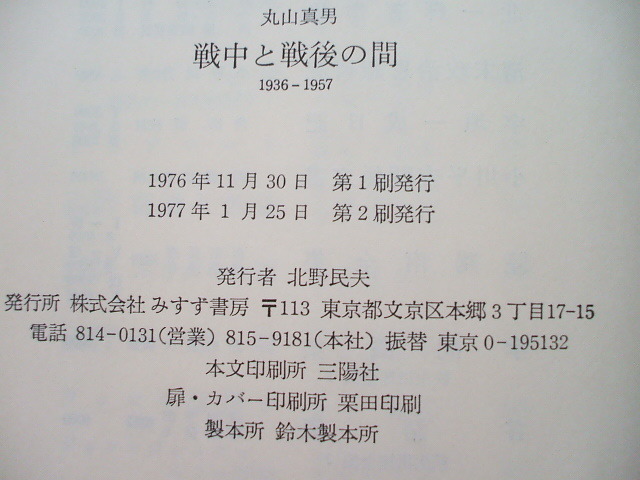 丸山真男
戦中と戦後の間
1936-1957
1976年11月30日 第1刷発行
1977年 1月25日 第2刷発行
発行者 北野民夫
発行所 株式会社 みすず書房 〒113 東京都文京区本郷3丁目17-15
電話 814-0131(営業) 815-9181(本社) 振替 東京0-195132
本文印刷所 三陽社
扉・カバー印刷所 栗田印刷
製本所 鈴木製本所